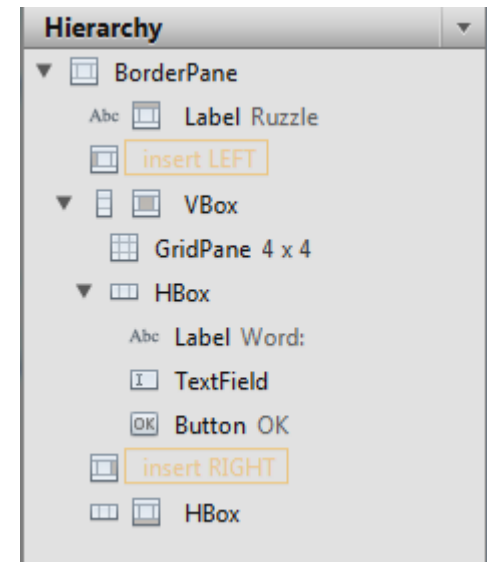 Hierarchy
BorderPane
Abc Label Ruzzle
insert LEFT
VBox
GridPane 4 x 4
HBox
Abc Label Word:
I TextField
OK Button OK
insert RIGHT
HBox